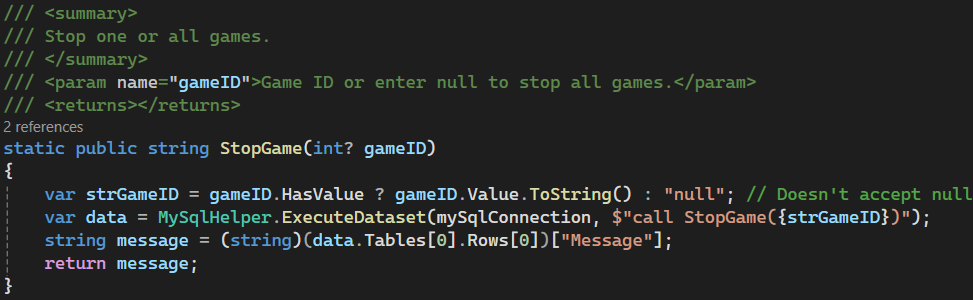 /// <summary>
/// Stop one or all games.
/// </summary>
/// <param name="gameID">Game ID or enter null to stop all games.</param>
/// <returns></returns>
2 references
static public string StopGame(int? gameID)
{
    var strGameID = gameID.HasValue ? gameID.Value.ToString() : "null"; // Doesn't accept null
    var data = MySqlHelper.ExecuteDataset(mySqlConnection, $"call StopGame({strGameID})");
    string message = (string)(data.Tables[0].Rows[0])["Message"];
    return message;
}